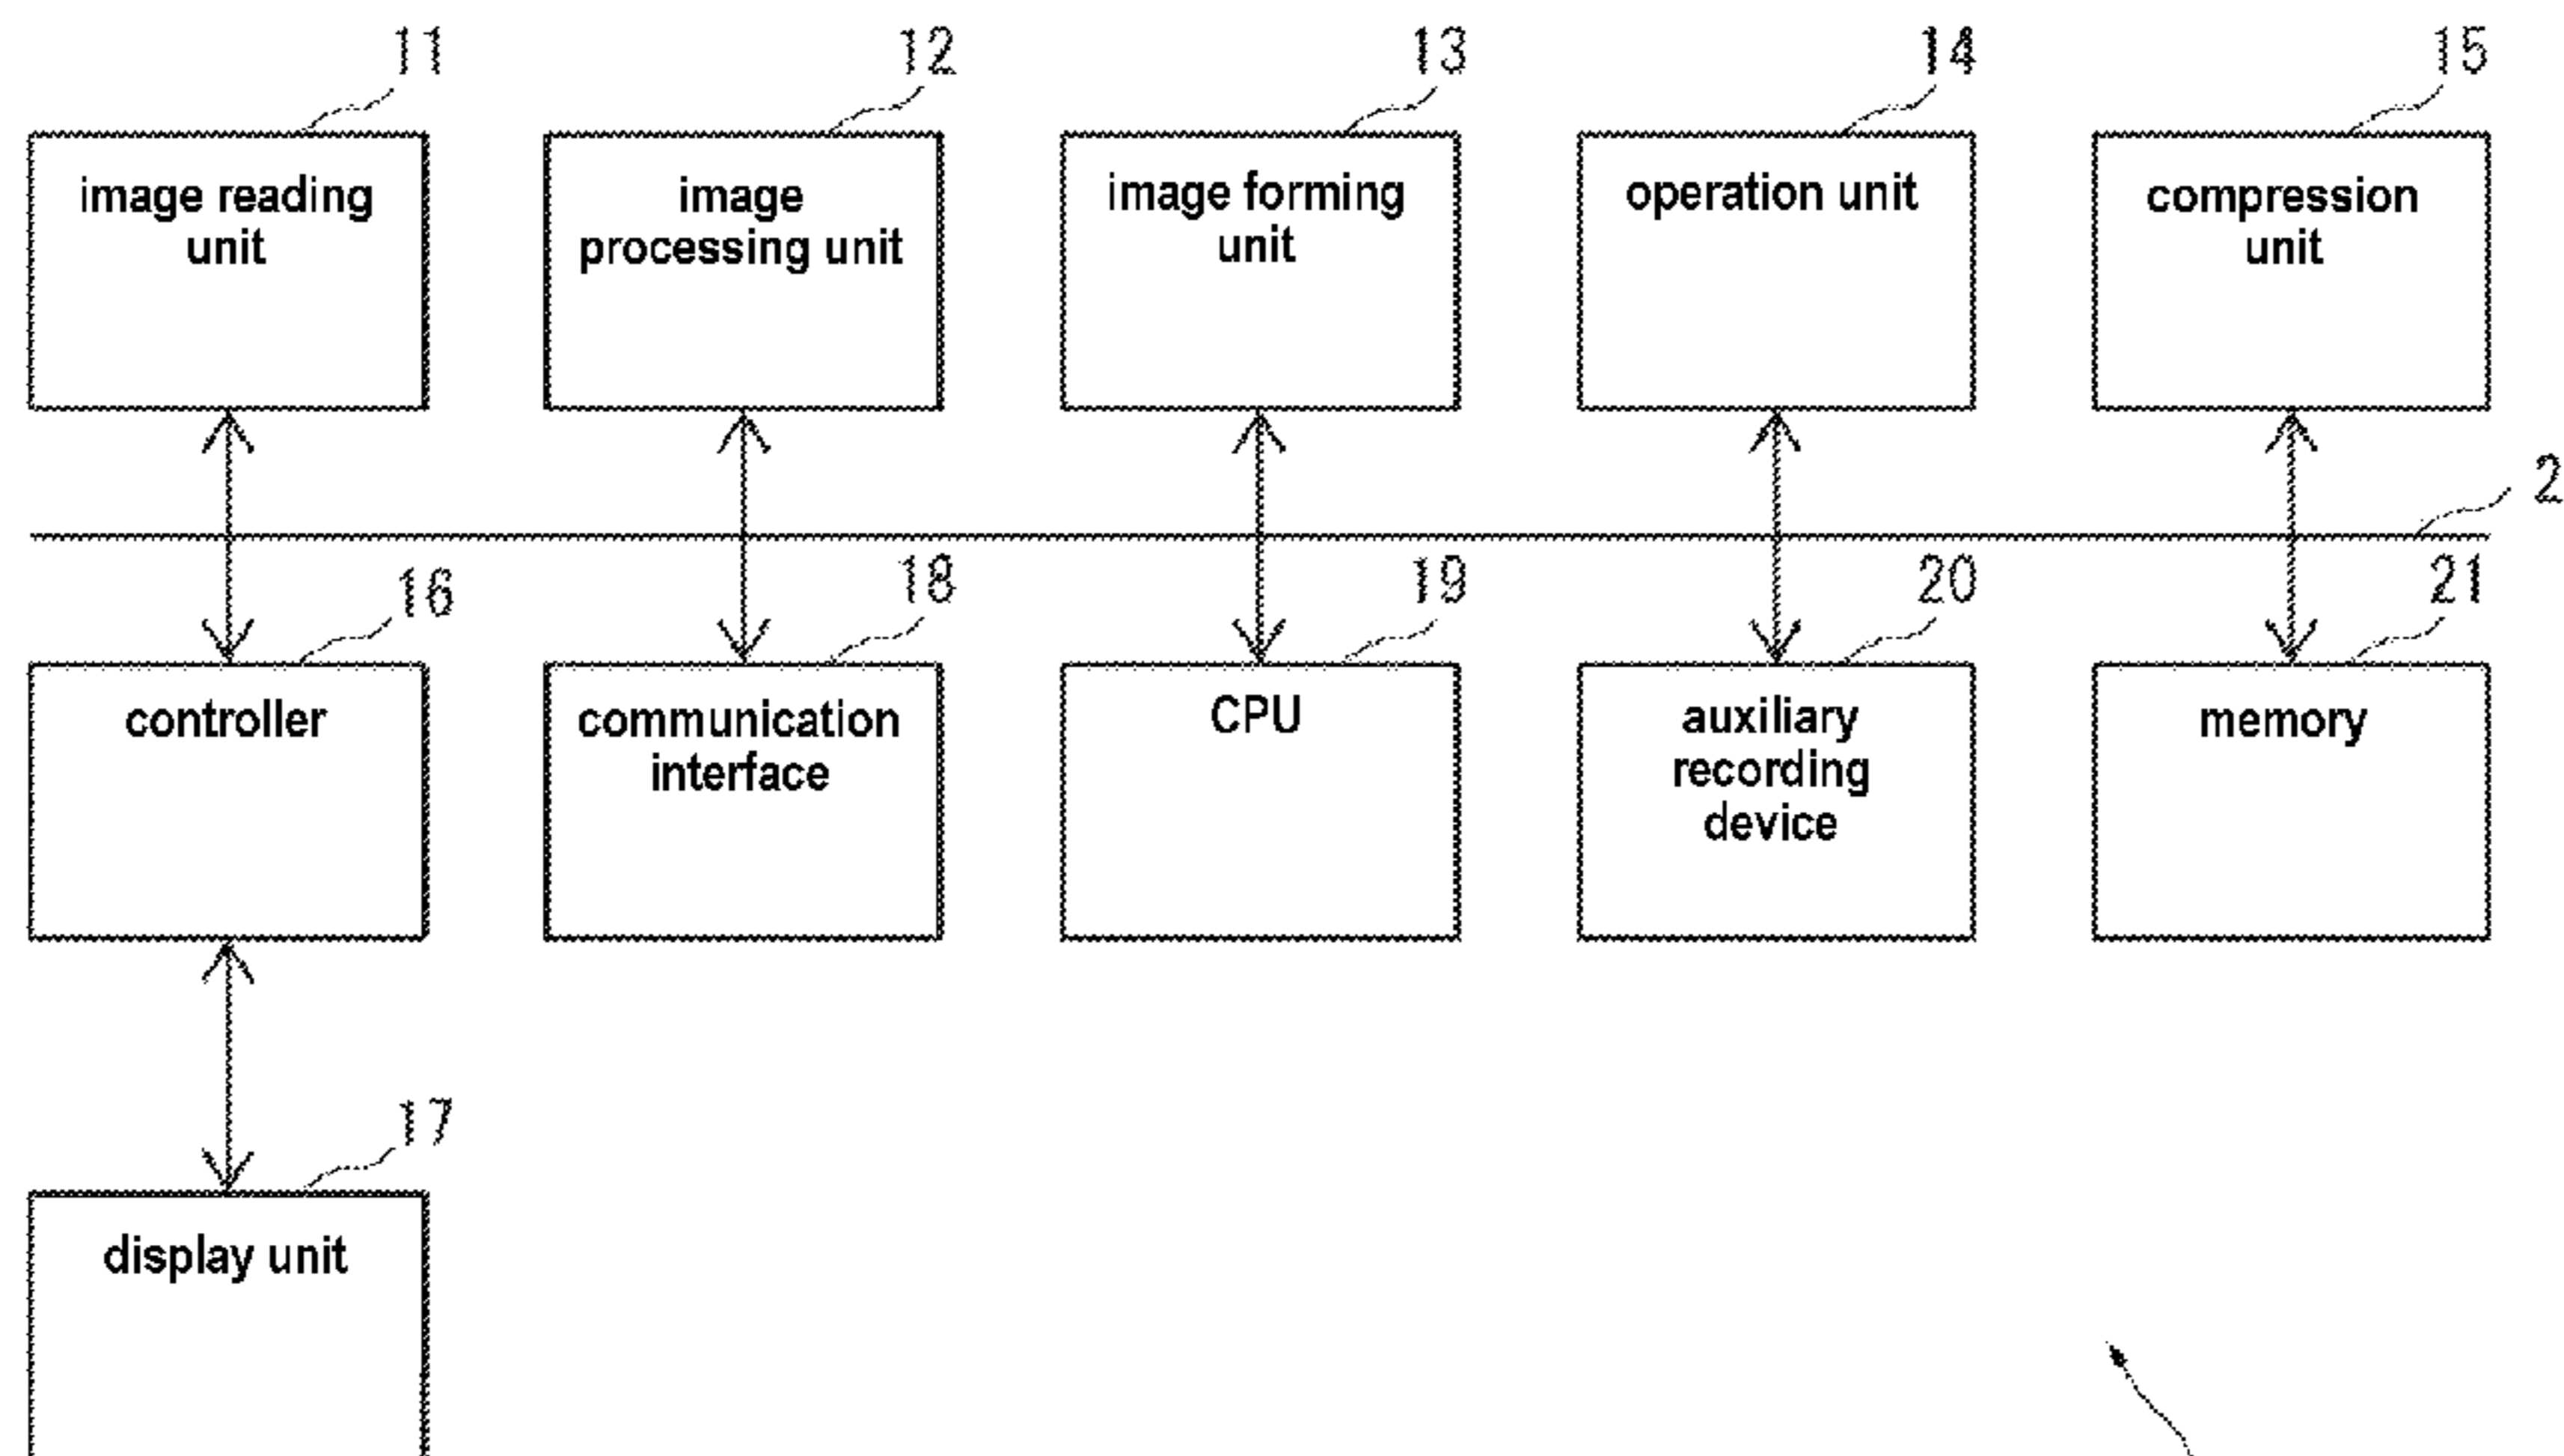 11
12
13
14
15
image reading
unit
image
processing unit
image forming
unit
operation unit
compression
unit
2
16
18
19
20
21
controller
communication
interface
CPU
auxiliary
recording
device
memory
17
display unit